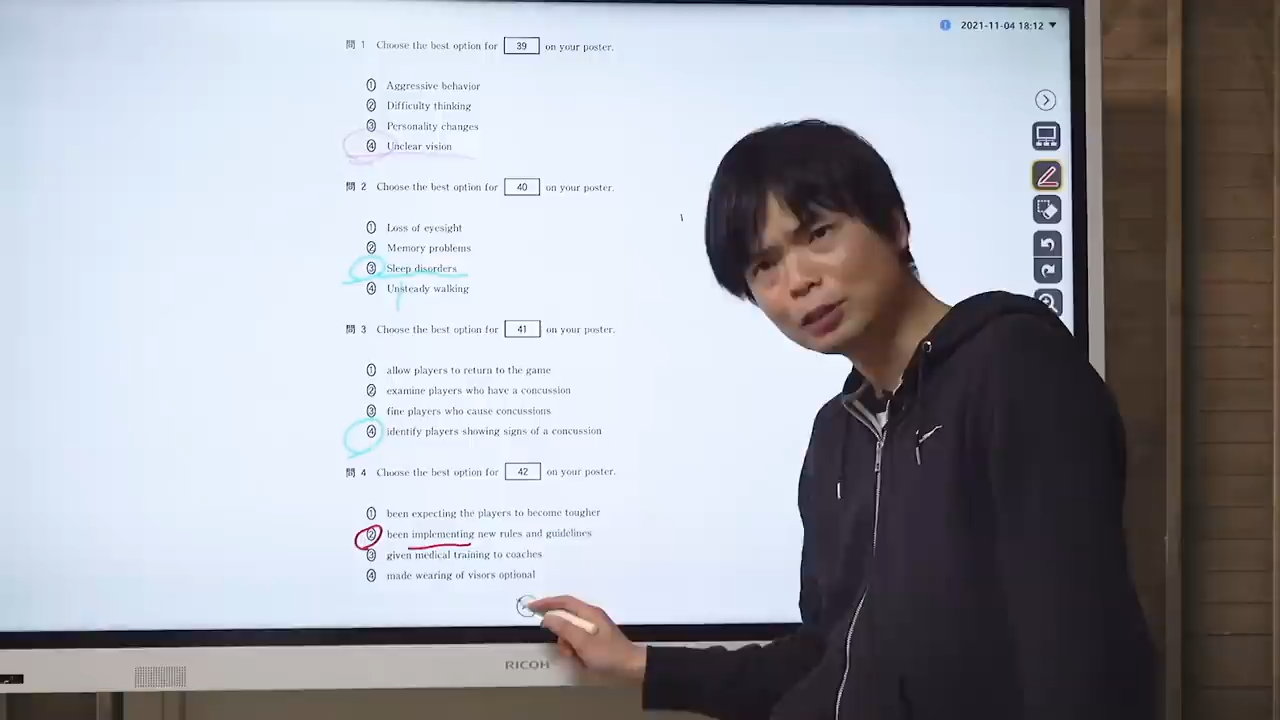 2021-11-04 18:12
問 1 Choose the best option for 39 on your poster.
① Aggressive behavior
② Difficulty thinking
③ Personality changes
④ Unclear vision
問 2 Choose the best option for 40 on your poster.
① Loss of eyesight
② Memory problems
③ Sleep disorders
④ Unsteady walking
問 3 Choose the best option for 41 on your poster.
① allow players to return to the game
② examine players who have a concussion
③ fine players who cause concussions
④ identify players showing signs of a concussion
問 4 Choose the best option for 42 on your poster.
① been expecting the players to become tougher
② been implementing new rules and guidelines
③ given medical training to coaches
④ made wearing of visors optional
RICOH